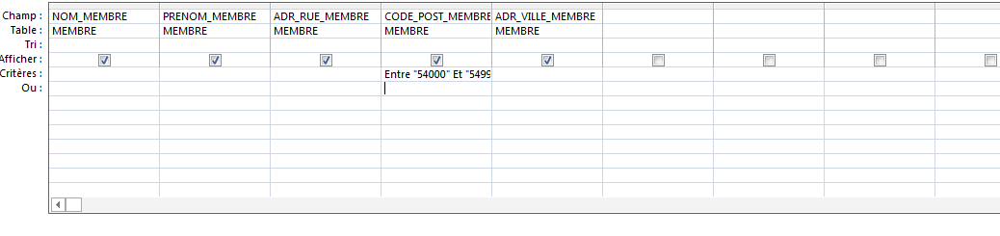 Champ : NOM_MEMBRE PRENOM_MEMBRE ADR_RUE_MEMBRE CODE_POST_MEMBRE ADR_VILLE_MEMBRE
Table : MEMBRE MEMBRE MEMBRE MEMBRE MEMBRE
Tri :
Afficher :
Critères : Entre "54000" Et "5499
Ou :